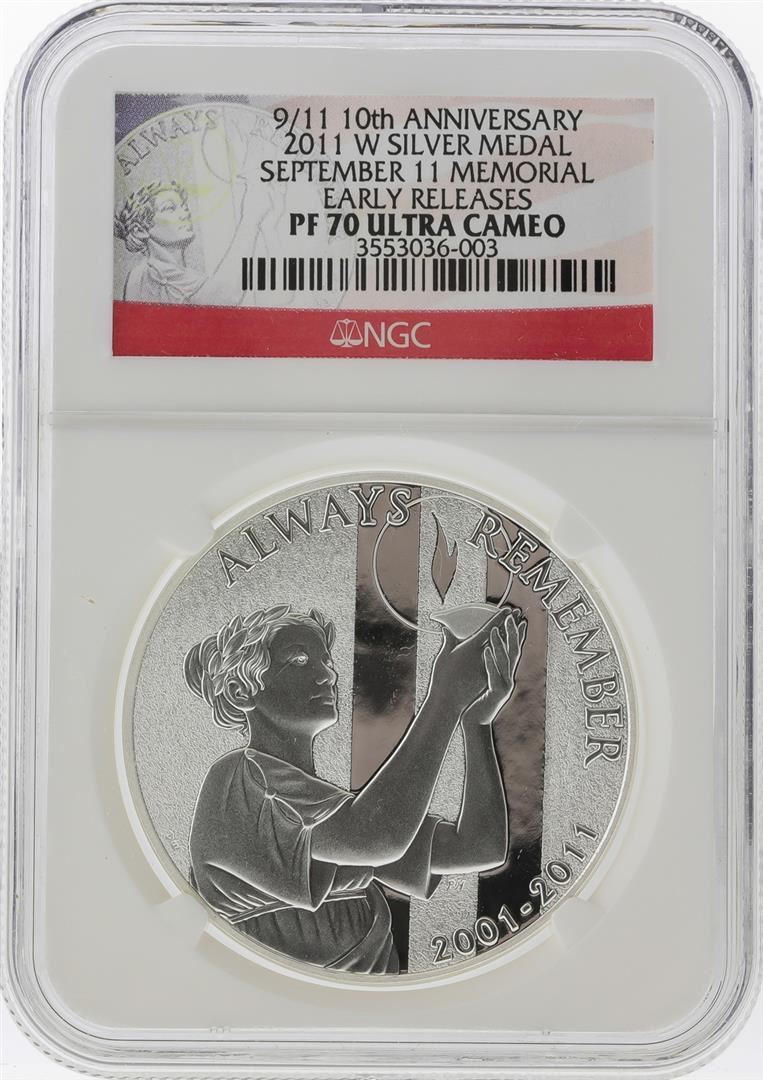 9/11 10th ANNIVERSARY
2011 W SILVER MEDAL
SEPTEMBER 11 MEMORIAL
EARLY RELEASES
PF 70 ULTRA CAMEO
3553036-003
NGC
ALWAYS REMEMBER
2001-2011